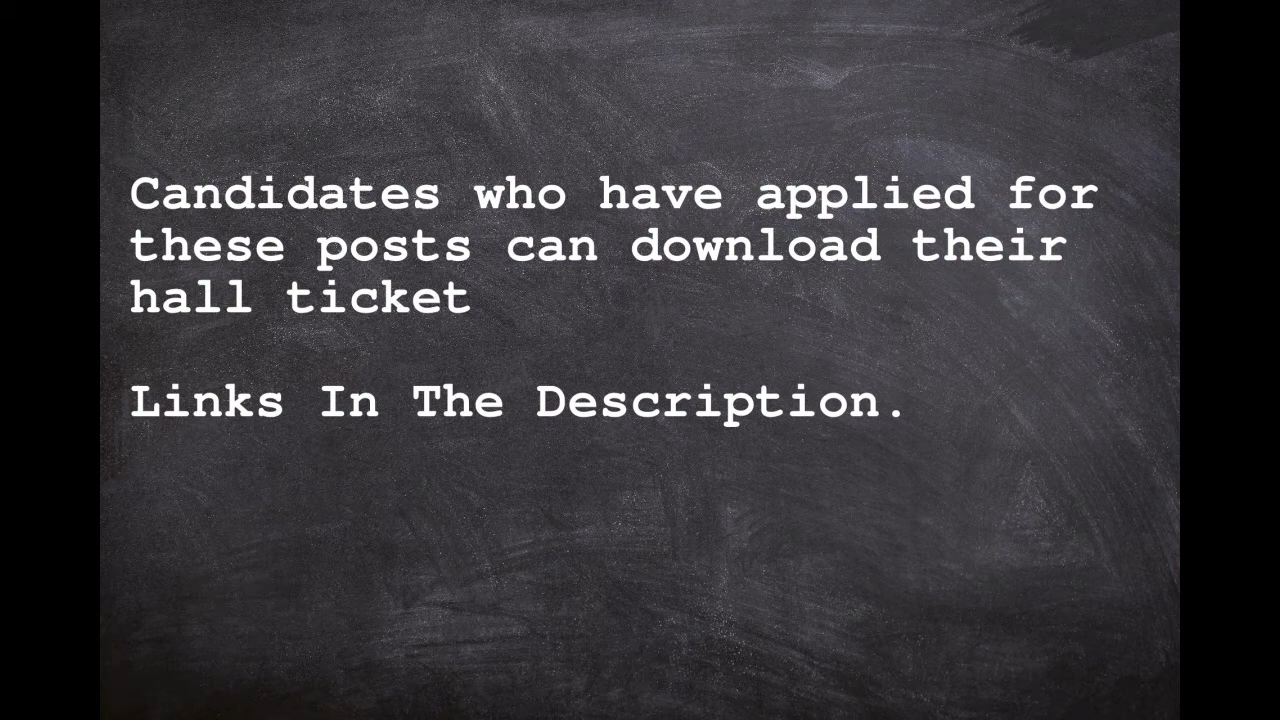 Candidates who have applied for
these posts can download their
hall ticket
Links In The Description.